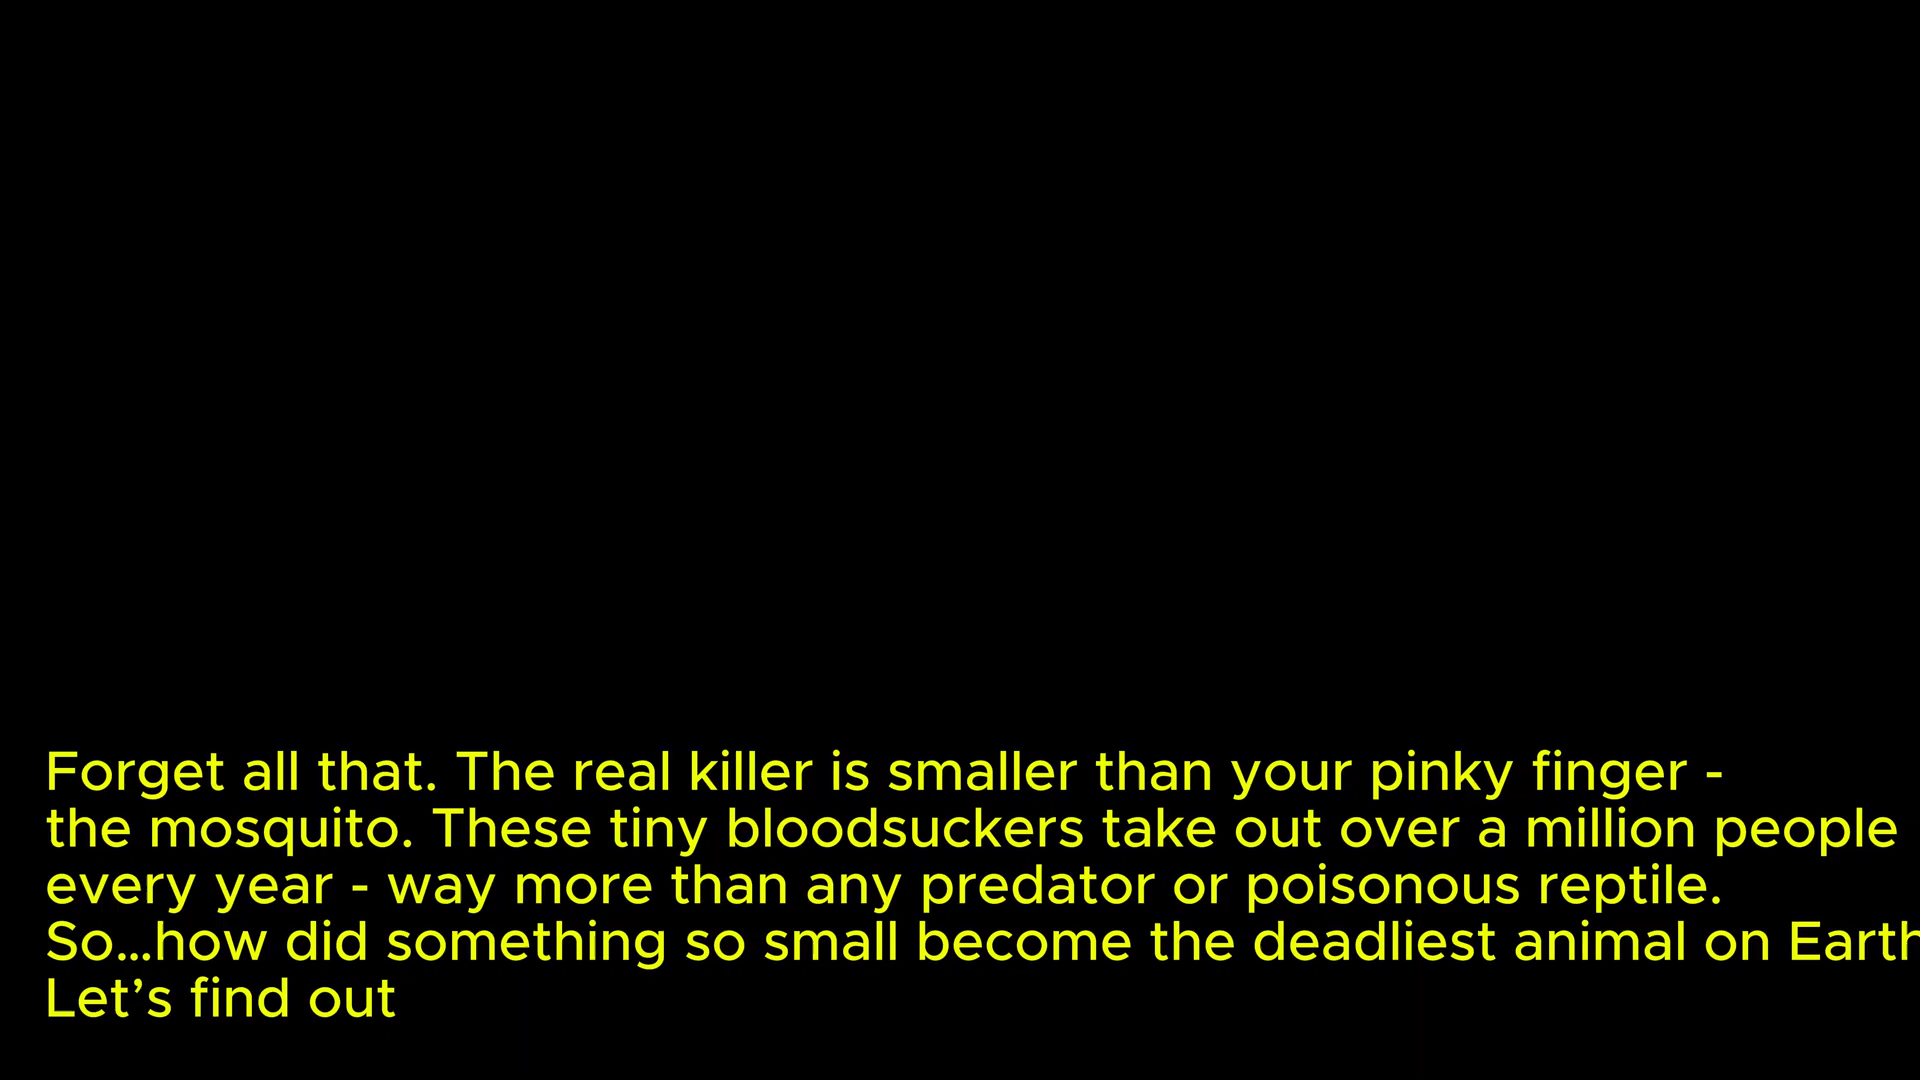 Forget all that. The real killer is smaller than your pinky finger -
the mosquito. These tiny bloodsuckers take out over a million people
every year - way more than any predator or poisonous reptile.
So...how did something so small become the deadliest animal on Earth
Let’s find out